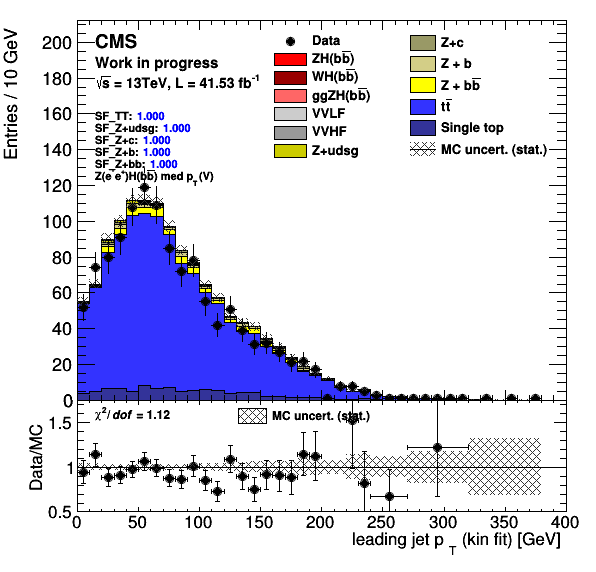 CMS
Work in progress
√s = 13TeV, L = 41.53 fb⁻¹
SF_TT: 1.000
SF_Z+udsg: 1.000
SF_Z+c: 1.000
SF_Z+b: 1.000
SF_Z+bb: 1.000
Z(e⁻e⁺)H(bb̅) med p_T(V)
Data
ZH(bb̅)
WH(bb̅)
ggZH(bb̅)
VVLF
VVHF
Z+udsg
Z+c
Z + b
Z + bb̅
tt̅
Single top
MC uncert. (stat.)
Entries / 10 GeV
200
180
160
140
120
100
80
60
40
20
0
χ²/dof = 1.12
MC uncert. (stat.)
Data/MC
1.5
1
0.5
0 50 100 150 200 250 300 350 400
leading jet p_T (kin fit) [GeV]